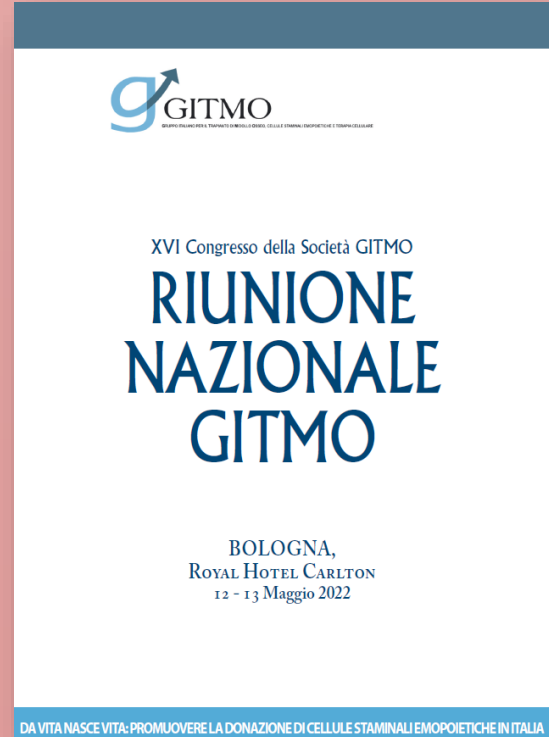 GITMO
GRUPPO ITALIANO PER IL TRAPIANTO DI MIDOLLO OSSEO, CELLULE STAMINALI EMOPOIETICHE E TERAPIA CELLULARE
XVI Congresso della Società GITMO
RIUNIONE
NAZIONALE
GITMO
BOLOGNA,
Royal Hotel Carlton
12 - 13 Maggio 2022
DA VITA NASCE VITA: PROMUOVERE LA DONAZIONE DI CELLULE STAMINALI EMOPOIETICHE IN ITALIA